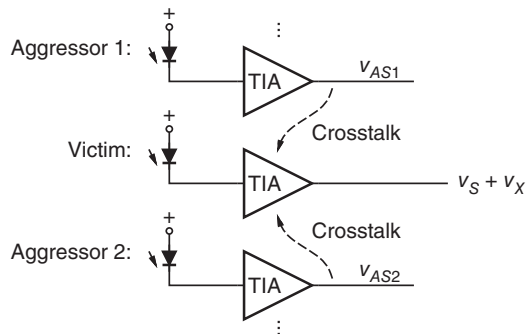 +
Aggressor 1:
TIA
v_AS1
Crosstalk
+
Victim:
TIA
v_S + v_X
+
Crosstalk
Aggressor 2:
TIA
v_AS2